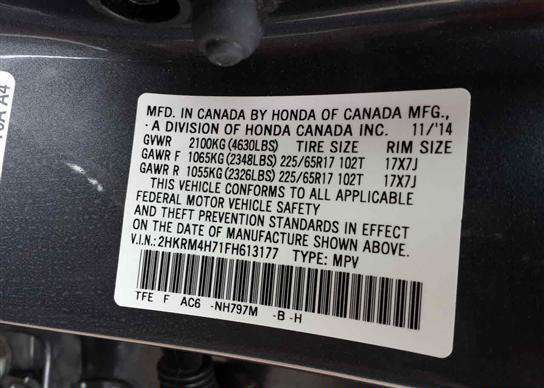 MFD. IN CANADA BY HONDA OF CANADA MFG.,
- A DIVISION OF HONDA CANADA INC. 11/'14
GVWR 2100KG (4630LBS) TIRE SIZE RIM SIZE
GAWR F 1065KG (2348LBS) 225/65R17 102T 17X7J
GAWR R 1055KG (2326LBS) 225/65R17 102T 17X7J
THIS VEHICLE CONFORMS TO ALL APPLICABLE
FEDERAL MOTOR VEHICLE SAFETY
AND THEFT PREVENTION STANDARDS IN EFFECT
ON THE DATE OF MANUFACTURE SHOWN ABOVE.
V.I.N.: 2HKRM4H71FH613177 TYPE: MPV
TFE F AC6 -NH797M -B -H